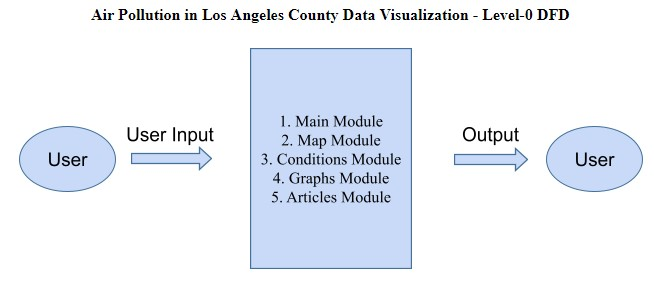 Air Pollution in Los Angeles County Data Visualization - Level-0 DFD
User
User Input
1. Main Module
2. Map Module
3. Conditions Module
4. Graphs Module
5. Articles Module
Output
User